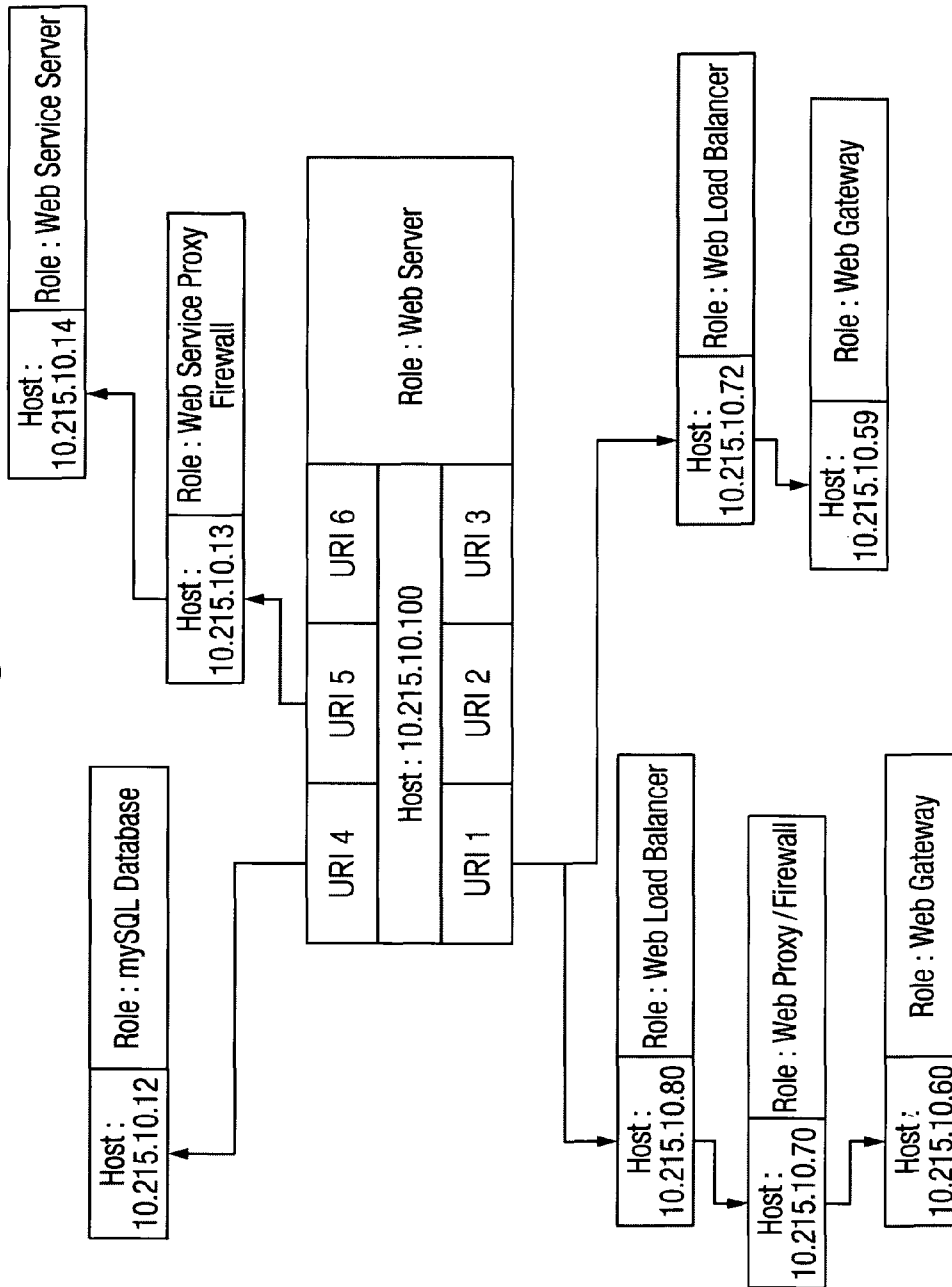 Host :
10.215.10.12
Role : mySQL Database
Host :
10.215.10.14
Role : Web Service Server
Host :
10.215.10.13
Role : Web Service Proxy
Firewall
URI 4
URI 5
URI 6
Host : 10.215.10.100
URI 1
URI 2
URI 3
Role : Web Server
Host :
10.215.10.80
Role : Web Load Balancer
Host :
10.215.10.70
Role : Web Proxy / Firewall
Host :
10.215.10.60
Role : Web Gateway
Host :
10.215.10.72
Role : Web Load Balancer
Host :
10.215.10.59
Role : Web Gateway